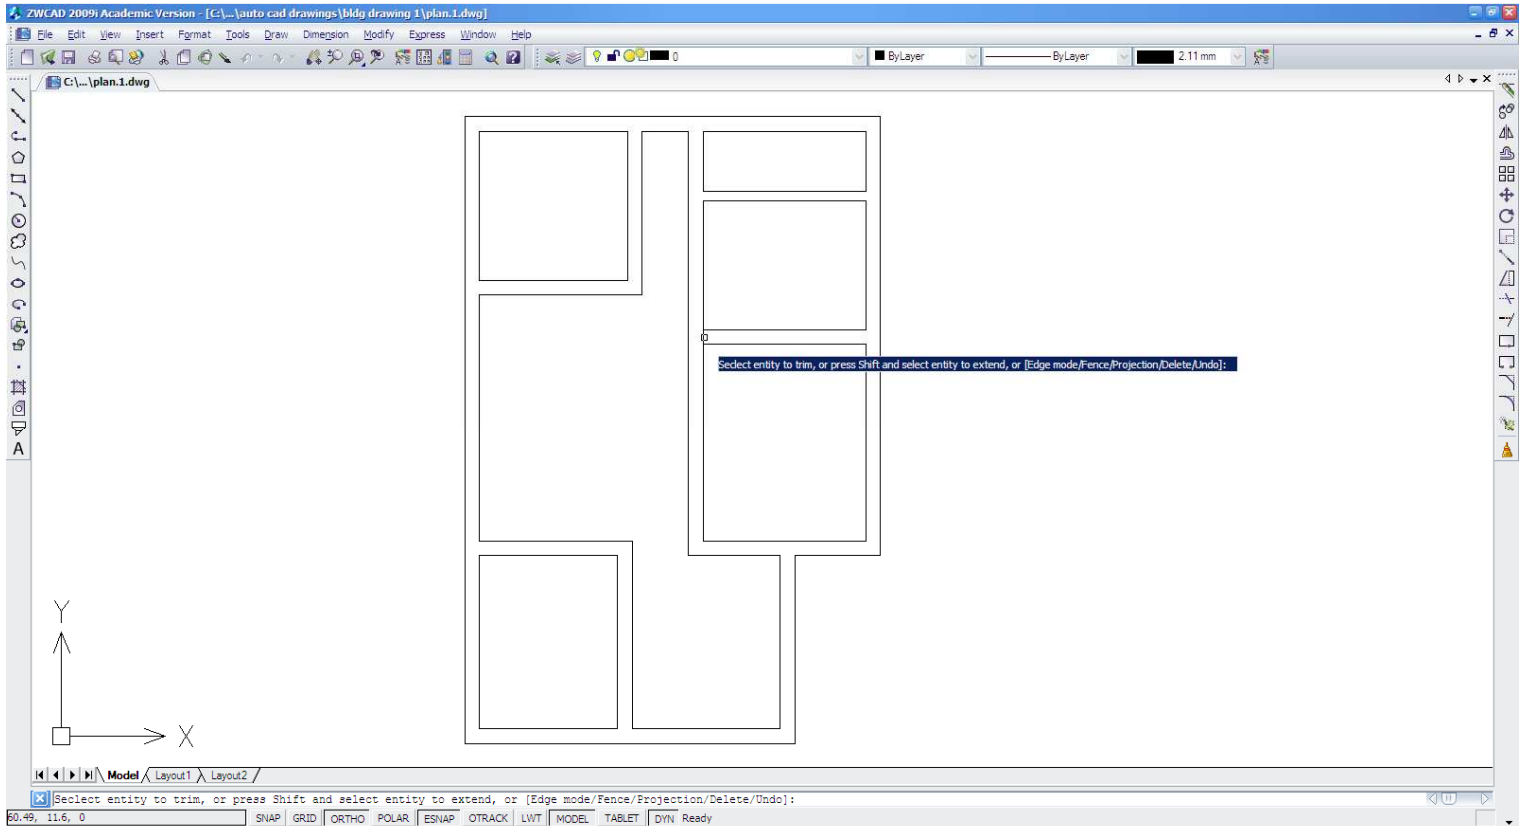 ZWCAD 2009i Academic Version - [C:\...\auto cad drawings\bldg drawing 1\plan.1.dwg]
File Edit View Insert Format Tools Draw Dimension Modify Express Window Help
0 ByLayer ByLayer 2.11 mm
C:\...\plan.1.dwg
Seclect entity to trim, or press Shift and select entity to extend, or [Edge mode/Fence/Projection/Delete/Undo]:
A
Y
X
Model Layout1 Layout2
Seclect entity to trim, or press Shift and select entity to extend, or [Edge mode/Fence/Projection/Delete/Undo]:
60.49, 11.6, 0 SNAP GRID ORTHO POLAR ESNAP OTRACK LWT MODEL TABLET DYN Ready